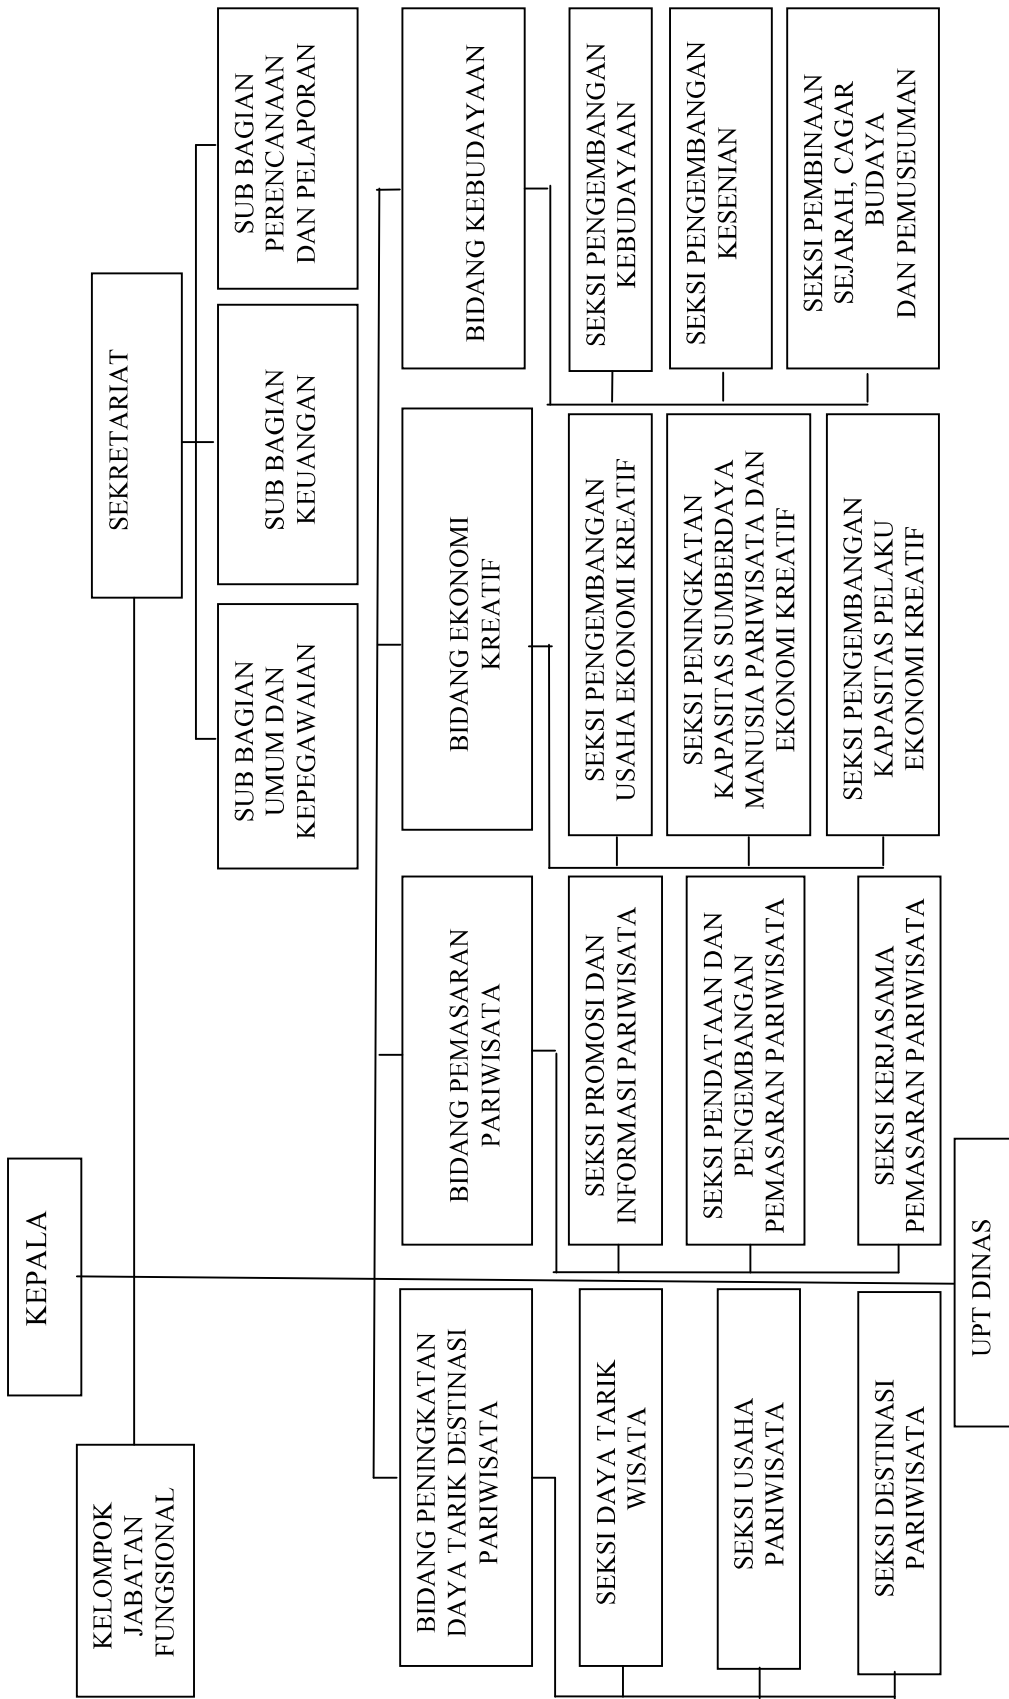 KEPALA
KELOMPOK
JABATAN
FUNGSIONAL
SEKRETARIAT
SUB BAGIAN
UMUM DAN
KEPEGAWAIAN
SUB BAGIAN
KEUANGAN
SUB BAGIAN
PERENCANAAN
DAN PELAPORAN
BIDANG PENINGKATAN
DAYA TARIK DESTINASI
PARIWISATA
BIDANG PEMASARAN
PARIWISATA
BIDANG EKONOMI
KREATIF
BIDANG KEBUDAYAAN
SEKSI DAYA TARIK
WISATA
SEKSI USAHA
PARIWISATA
SEKSI DESTINASI
PARIWISATA
SEKSI PROMOSI DAN
INFORMASI PARIWISATA
SEKSI PENDATAAN DAN
PENGEMBANGAN
PEMASARAN PARIWISATA
SEKSI KERJASAMA
PEMASARAN PARIWISATA
SEKSI PENGEMBANGAN
USAHA EKONOMI KREATIF
SEKSI PENINGKATAN
KAPASITAS SUMBERDAYA
MANUSIA PARIWISATA DAN
EKONOMI KREATIF
SEKSI PENGEMBANGAN
KAPASITAS PELAKU
EKONOMI KREATIF
SEKSI PENGEMBANGAN
KEBUDAYAAN
SEKSI PENGEMBANGAN
KESENIAN
SEKSI PEMBINAAN
SEJARAH, CAGAR
BUDAYA
DAN PEMUSEUMAN
UPT DINAS